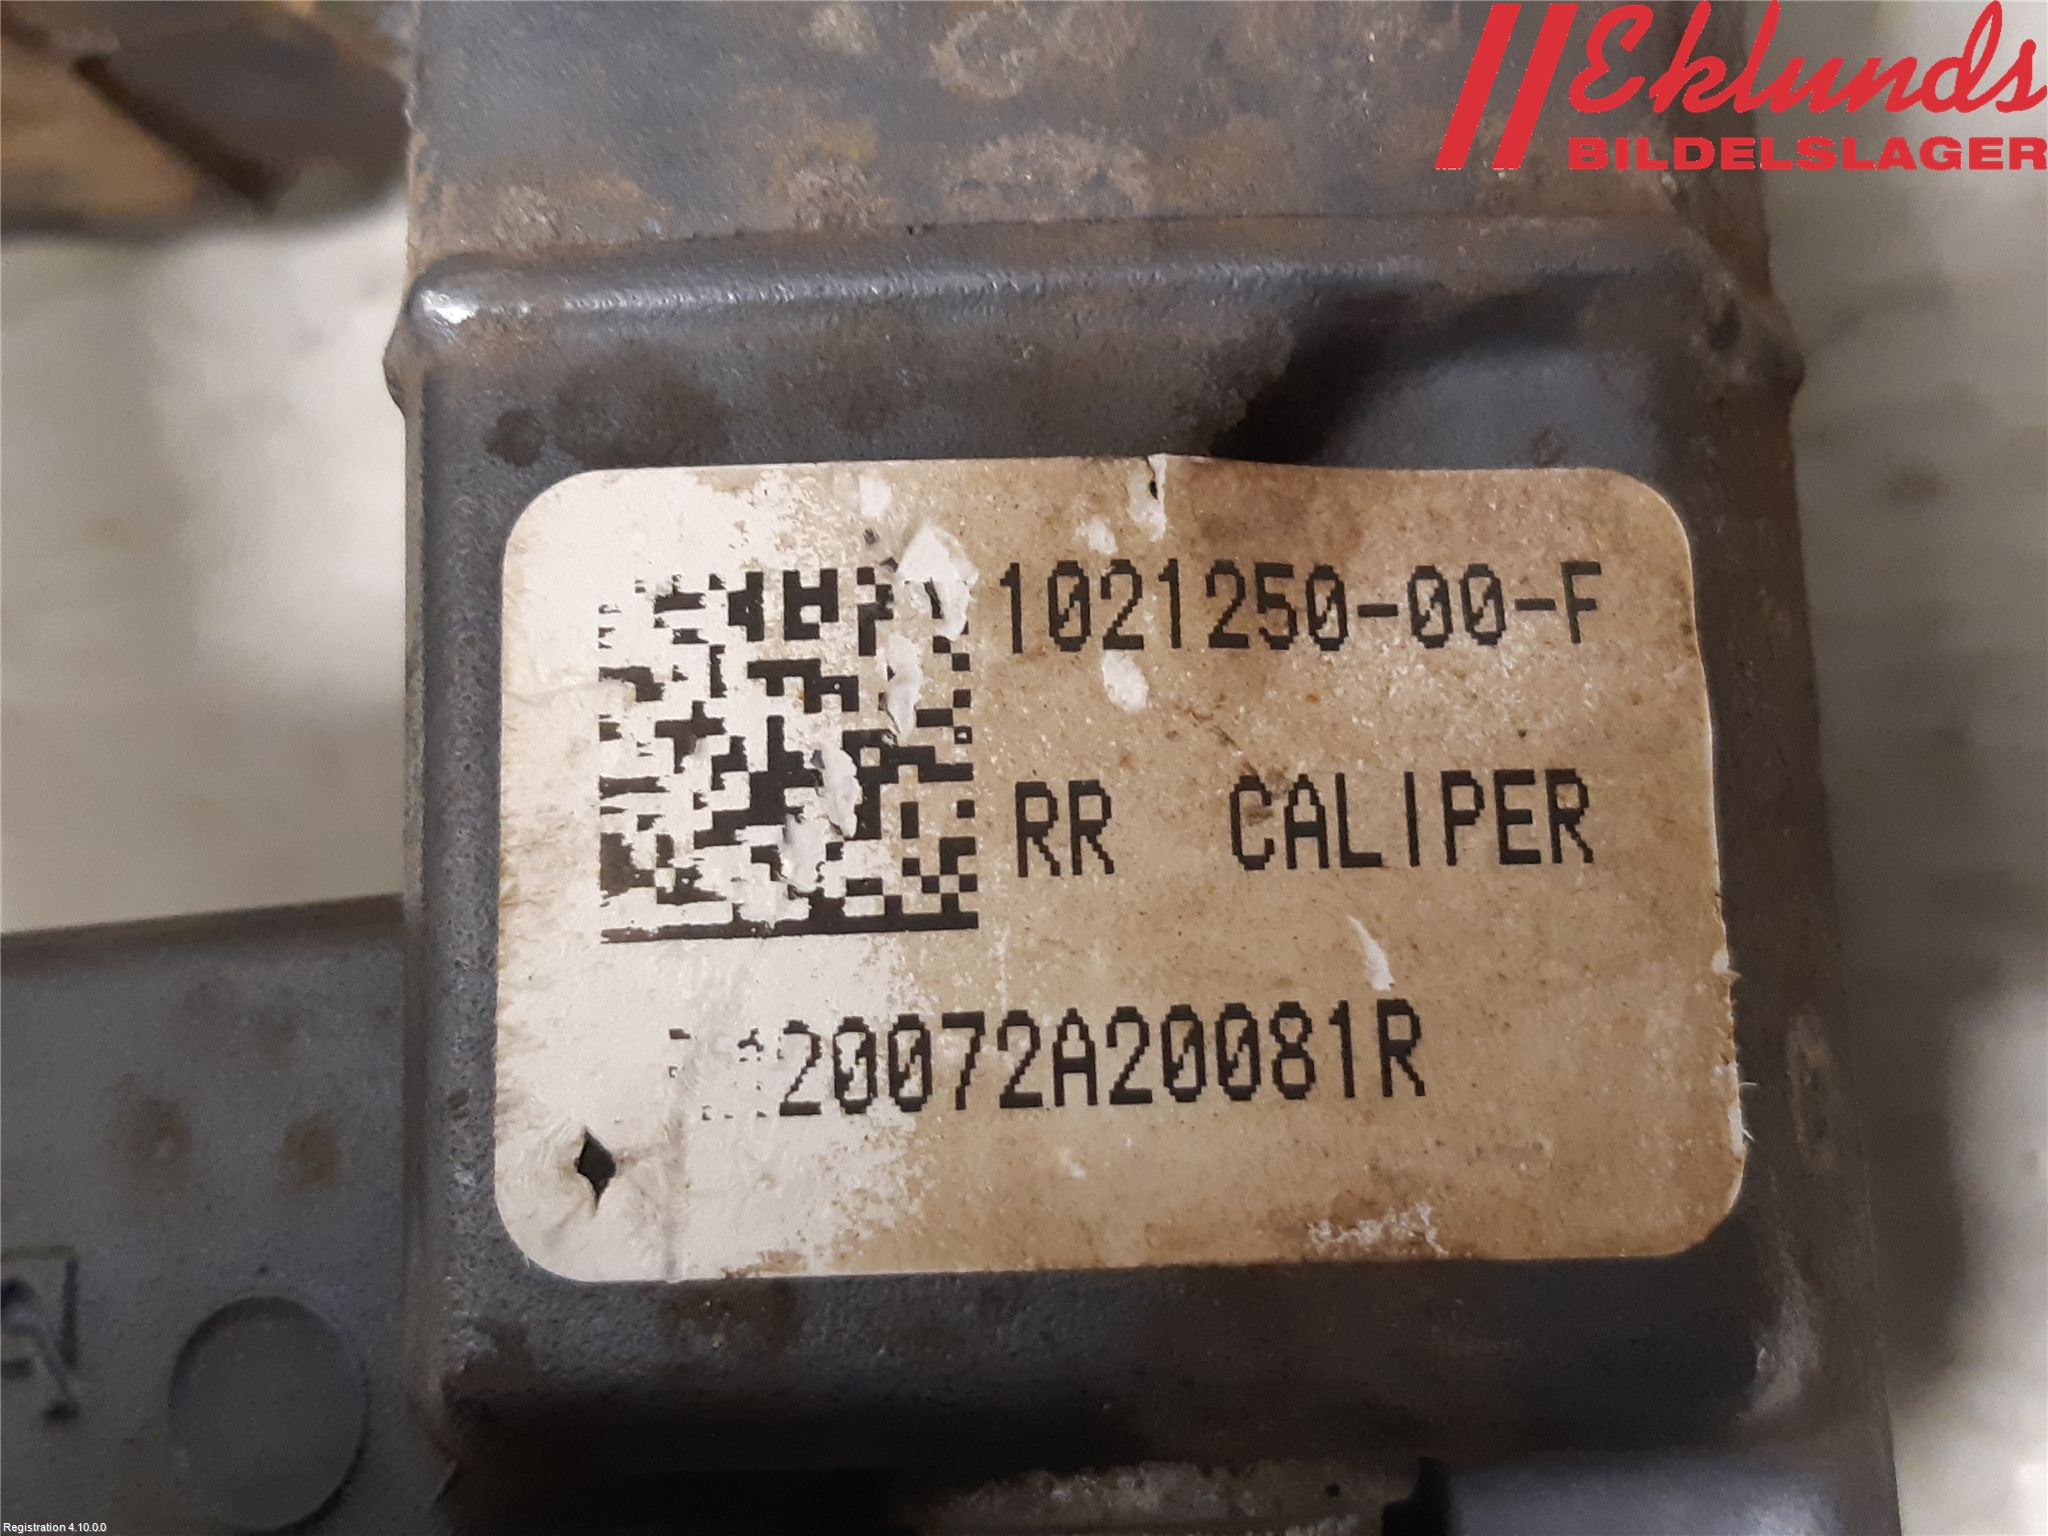 Eklunds
BILDELSLAGER
1021250-00-F
RR CALIPER
20072A20081R
Registration 4.10.0.0